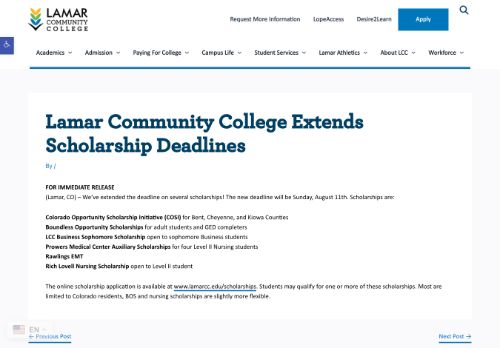 LAMAR
COMMUNITY
COLLEGE
Request More Information LopeAccess Desire2Learn Apply
Academics Admission Paying For College Campus Life Student Services Lamar Athletics About LCC Workforce
Lamar Community College Extends
Scholarship Deadlines
By /
FOR IMMEDIATE RELEASE
(Lamar, CO) – We've extended the deadline on several scholarships! The new deadline will be Sunday, August 11th. Scholarships are:
Colorado Opportunity Scholarship Initiative (COSI) for Bent, Cheyenne, and Kiowa Counties
Boundless Opportunity Scholarships for adult students and GED completers
LCC Business Sophomore Scholarship open to sophomore Business students
Prowers Medical Center Auxiliary Scholarships for four Level II Nursing students
Rawlings EMT
Rich Lovell Nursing Scholarship open to Level II student
The online scholarship application is available at www.lamarcc.edu/scholarships. Students may qualify for one or more of these scholarships. Most are
limited to Colorado residents, BOS and nursing scholarships are slightly more flexible.
EN
← Previous Post Next Post →